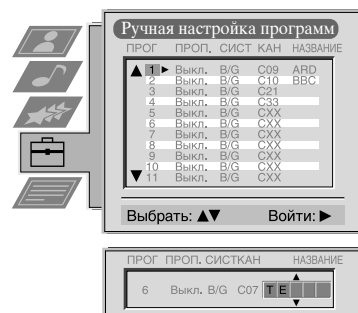 Ручная настройка программ
ПРОГ ПРОП. СИСТ КАН НАЗВАНИЕ
▲ 1 ▶ Выкл. B/G C09 ARD
2 Выкл. B/G C10 BBC
3 Выкл. B/G C21
4 Выкл. B/G C33
5 Выкл. B/G CXX
6 Выкл. B/G CXX
7 Выкл. B/G CXX
8 Выкл. B/G CXX
9 Выкл. B/G CXX
10 Выкл. B/G CXX
▼ 11 Выкл. B/G CXX
Выбрать: ▲▼ Войти: ▶
ПРОГ ПРОП. СИСТКАН НАЗВАНИЕ
6 Выкл. B/G C07 T E